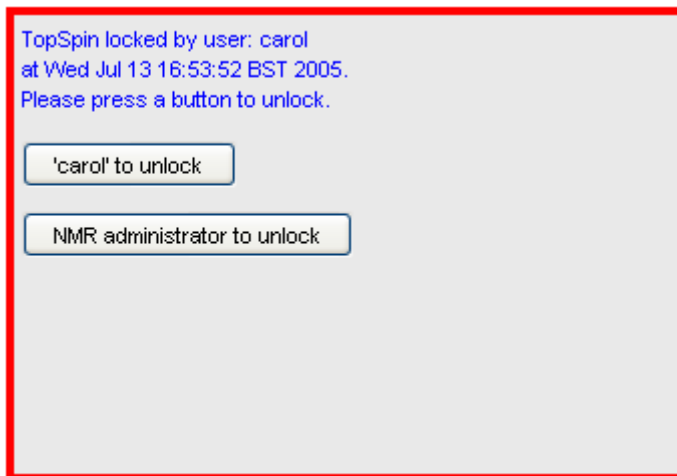 TopSpin locked by user: carol
at Wed Jul 13 16:53:52 BST 2005.
Please press a button to unlock.
'carol' to unlock
NMR administrator to unlock